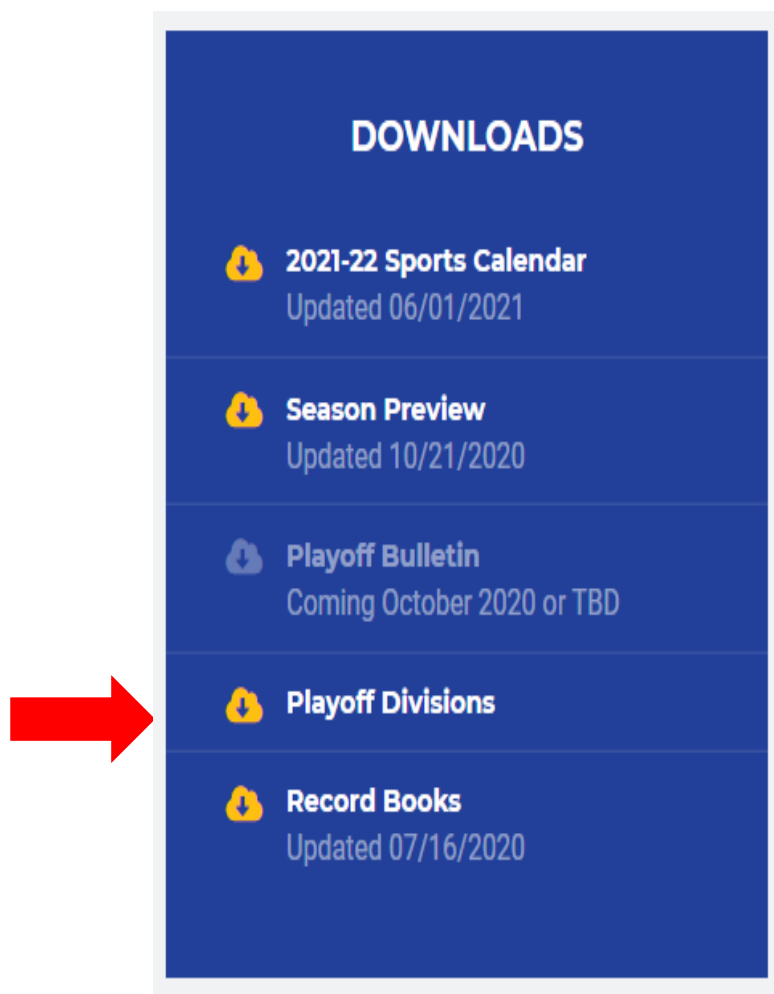 DOWNLOADS
2021-22 Sports Calendar
Updated 06/01/2021
Season Preview
Updated 10/21/2020
Playoff Bulletin
Coming October 2020 or TBD
Playoff Divisions
Record Books
Updated 07/16/2020